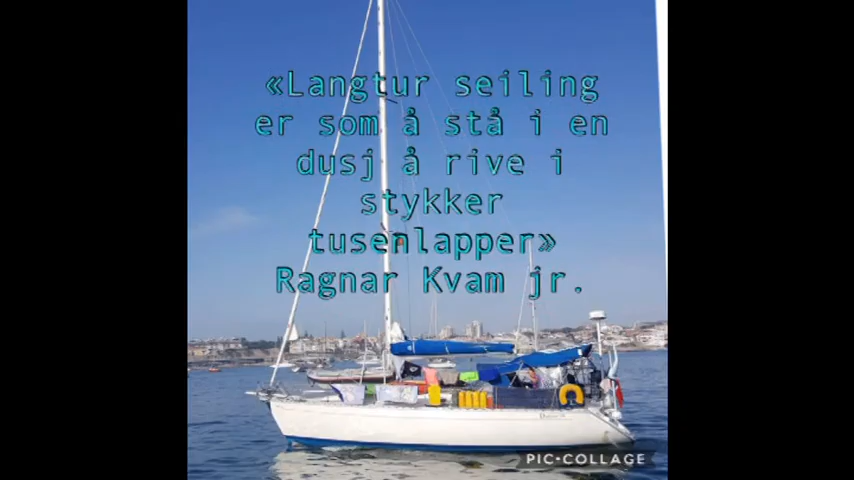 «Langtur seiling
er som å stå i en
dusj å rive i
stykker
tusenlapper»
Ragnar Kvam jr.
PIC•COLLAGE